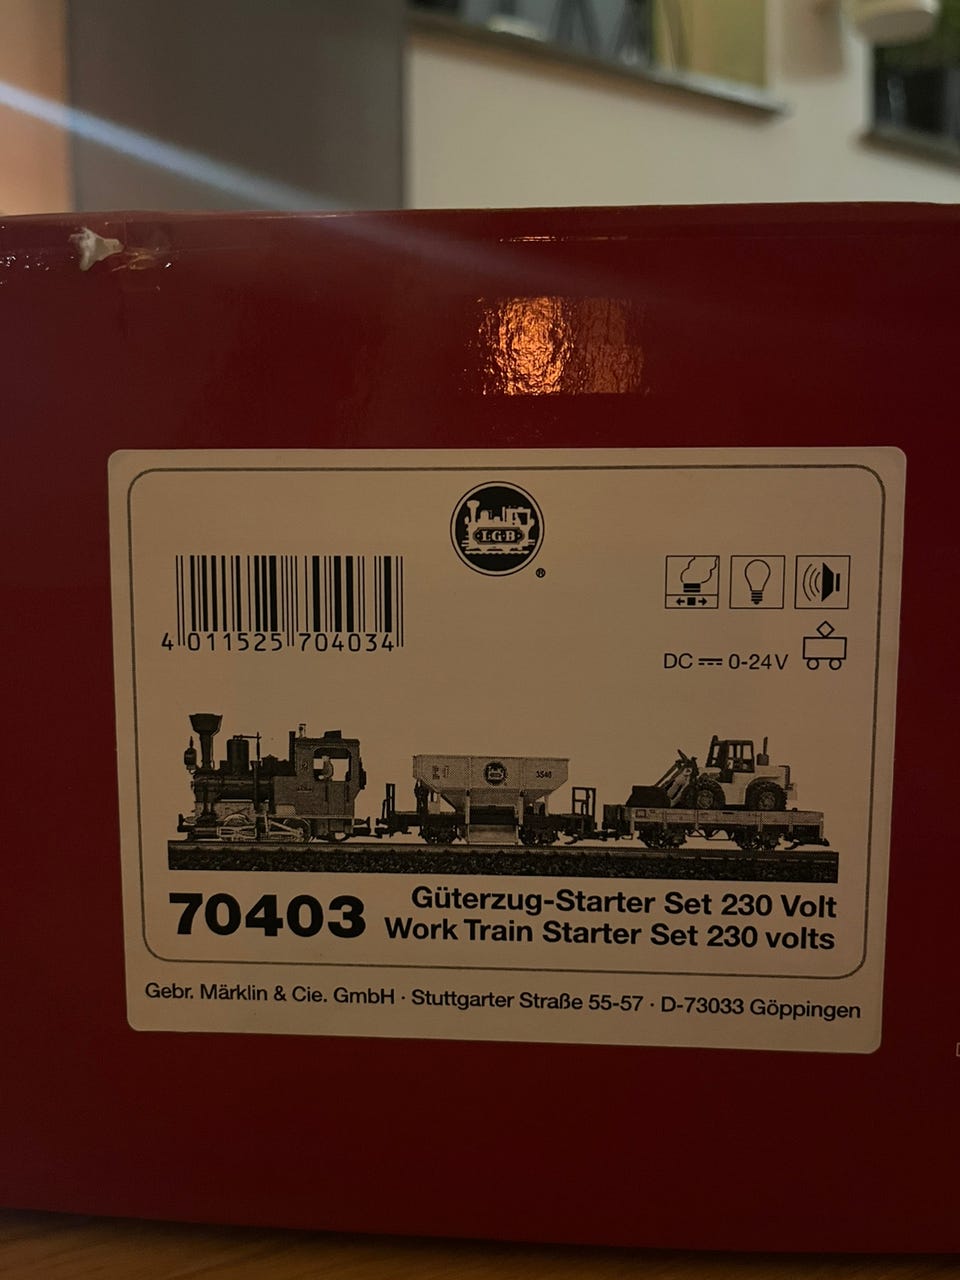 LGB
®
4 011525 704034
DC 0-24V
LGB
3540
70403
Güterzug-Starter Set 230 Volt
Work Train Starter Set 230 volts
Gebr. Märklin & Cie. GmbH · Stuttgarter Straße 55-57 · D-73033 Göppingen